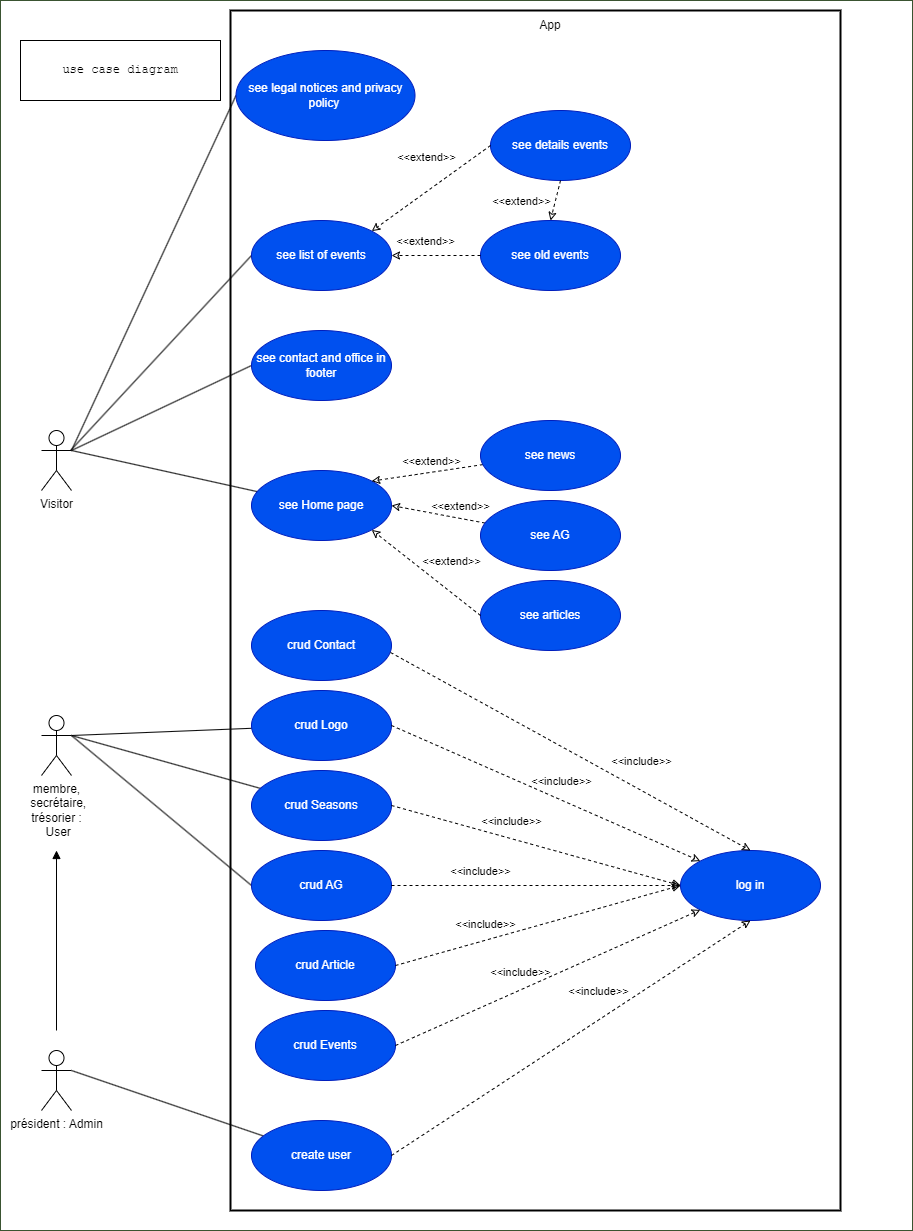 App
use case diagram
see legal notices and privacy
policy
see details events
<<extend>>
<<extend>>
<<extend>>
see list of events
see old events
see contact and office in
footer
see news
<<extend>>
see Home page
<<extend>>
see AG
<<extend>>
see articles
Visitor
crud Contact
crud Logo
<<include>>
<<include>>
crud Seasons
<<include>>
membre,
secrétaire,
trésorier :
User
<<include>>
crud AG
log in
<<include>>
crud Article
<<include>>
<<include>>
crud Events
président : Admin
create user